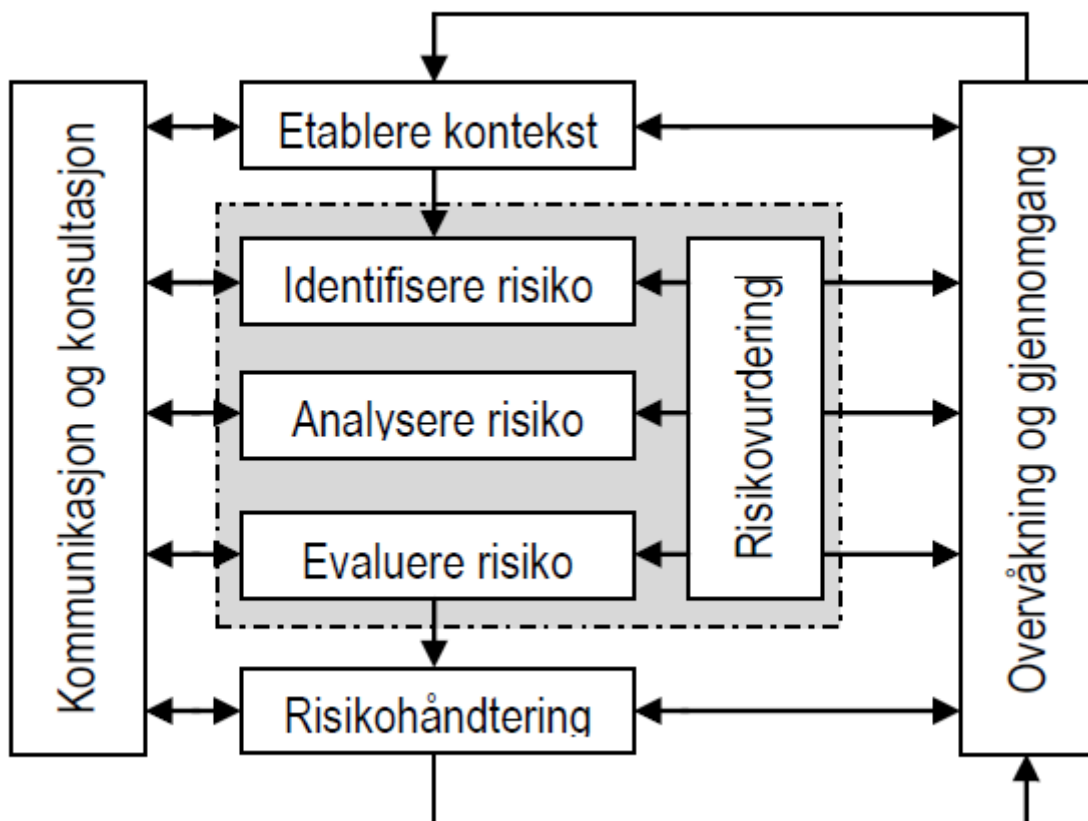 Kommunikasjon og konsultasjon
Etablere kontekst
Identifisere risiko
Analysere risiko
Evaluere risiko
Risikovurdering
Risikohåndtering
Overvåkning og gjennomgang